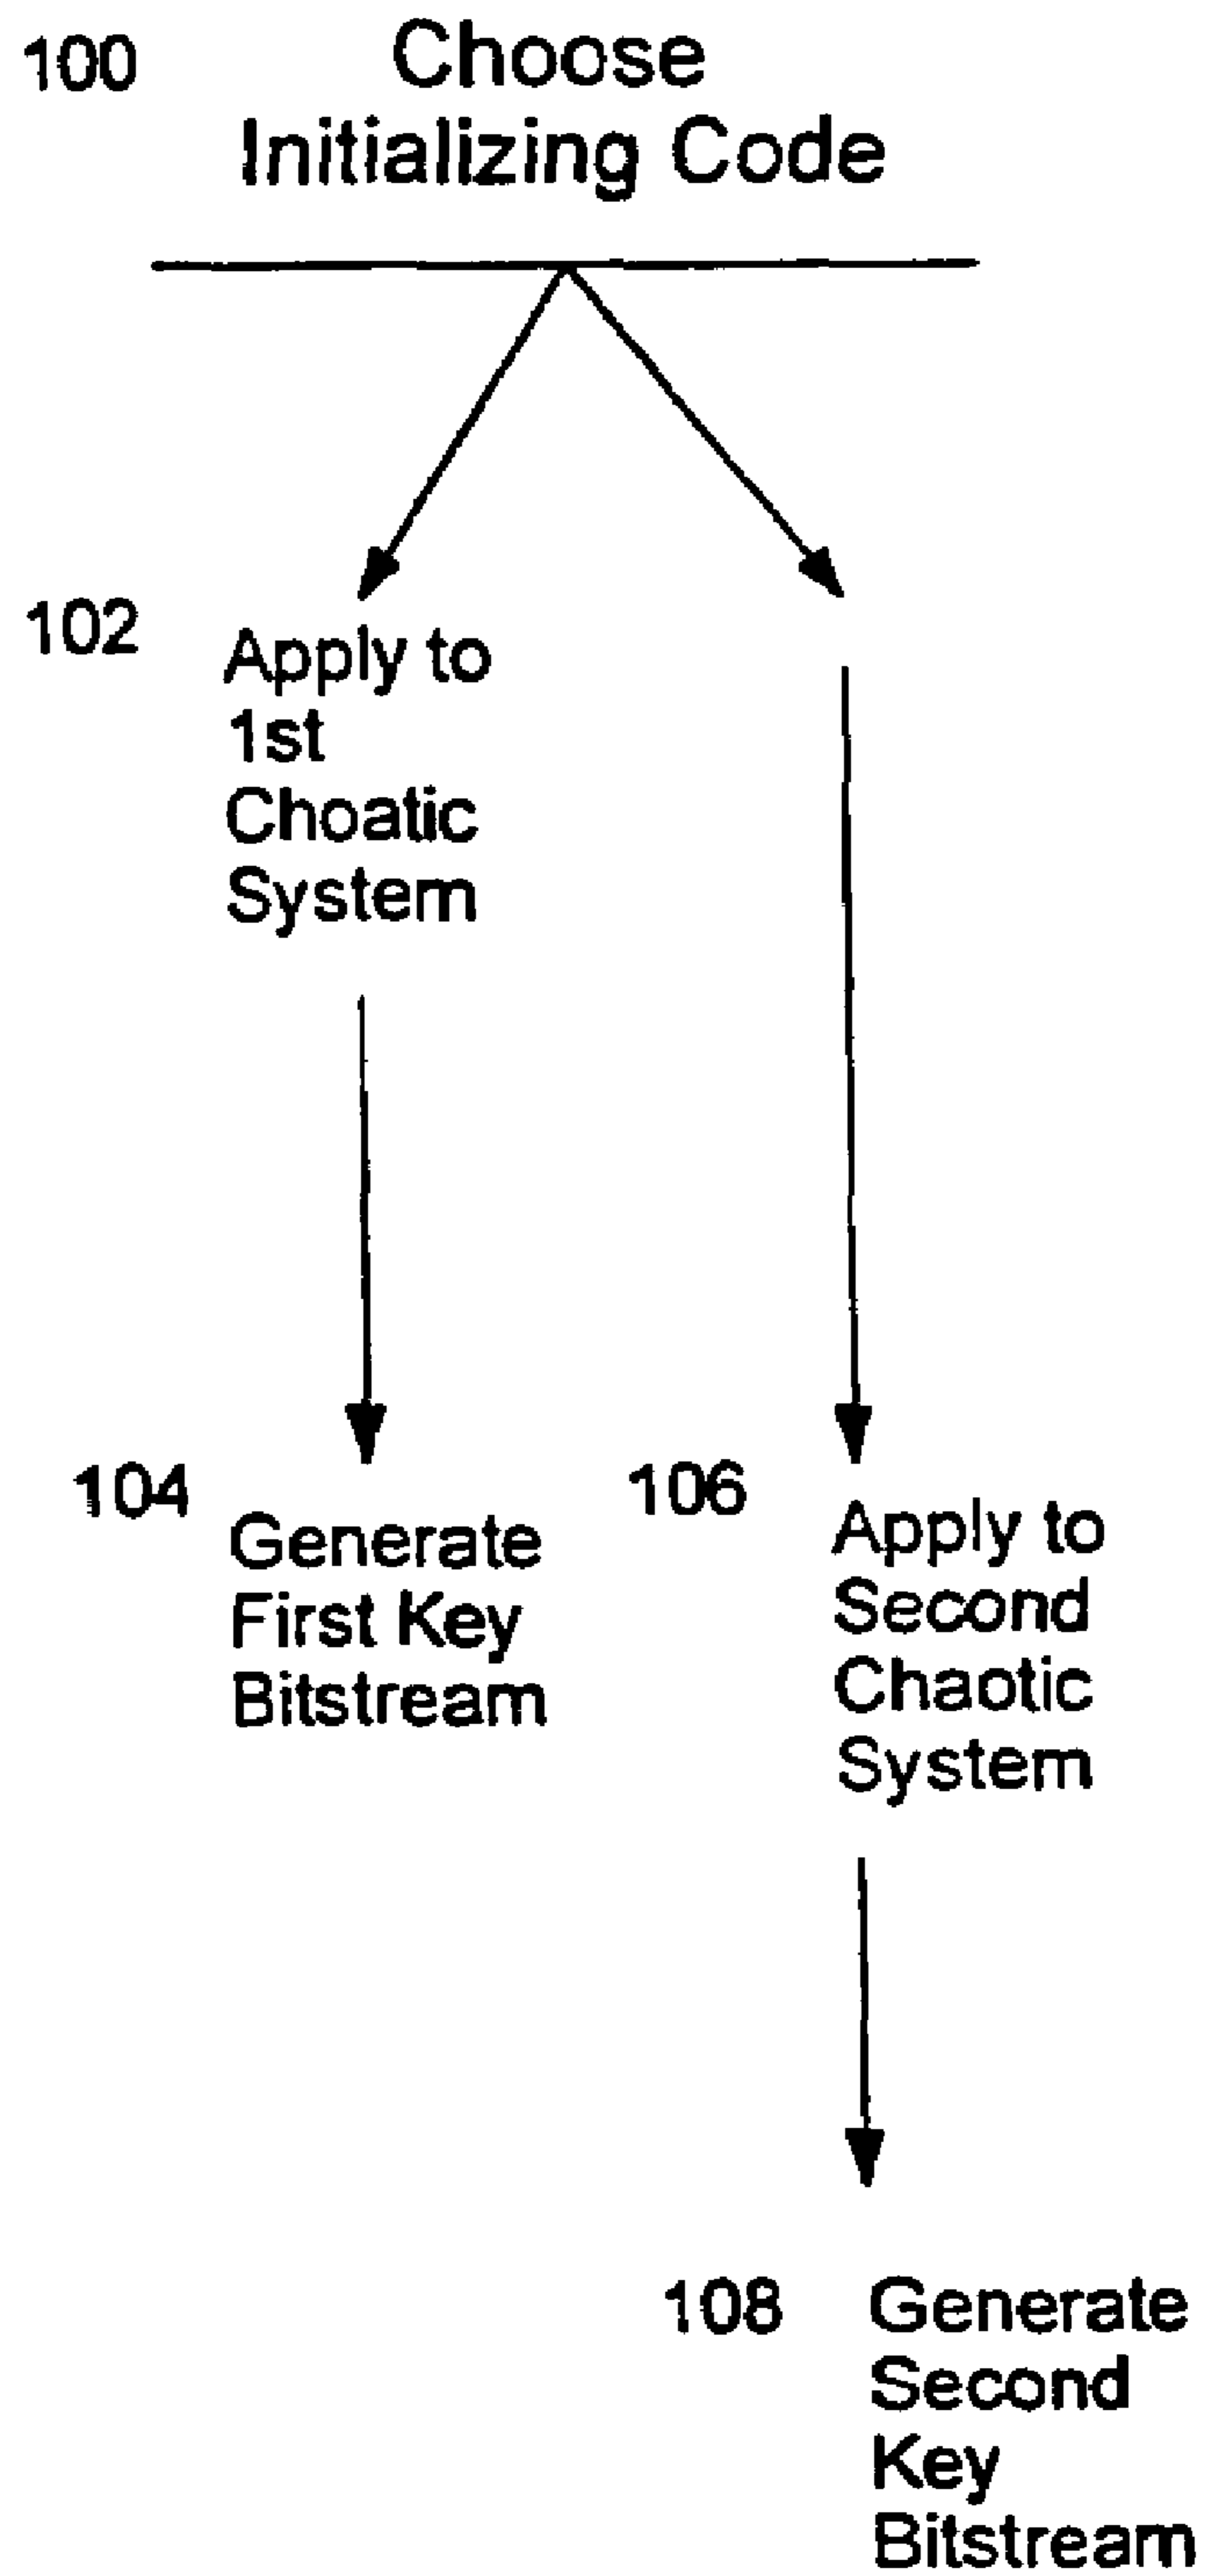 100
Choose
Initializing Code
102
Apply to
1st
Choatic
System
104
Generate
First Key
Bitstream
106
Apply to
Second
Chaotic
System
108
Generate
Second
Key
Bitstream